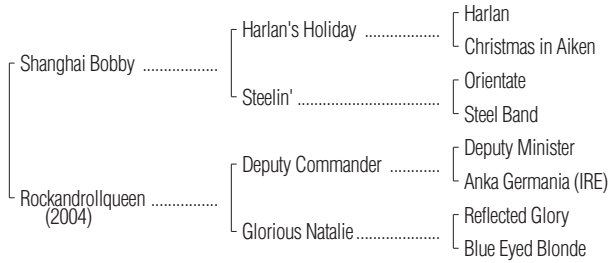 Harlan
Harlan's Holiday ..................
Christmas in Aiken
Shanghai Bobby .................
Orientate
Steelin' ..................................
Steel Band
Deputy Minister
Deputy Commander ............
Anka Germania (IRE)
Rockandrollqueen ...............
(2004)
Reflected Glory
Glorious Natalie ....................
Blue Eyed Blonde